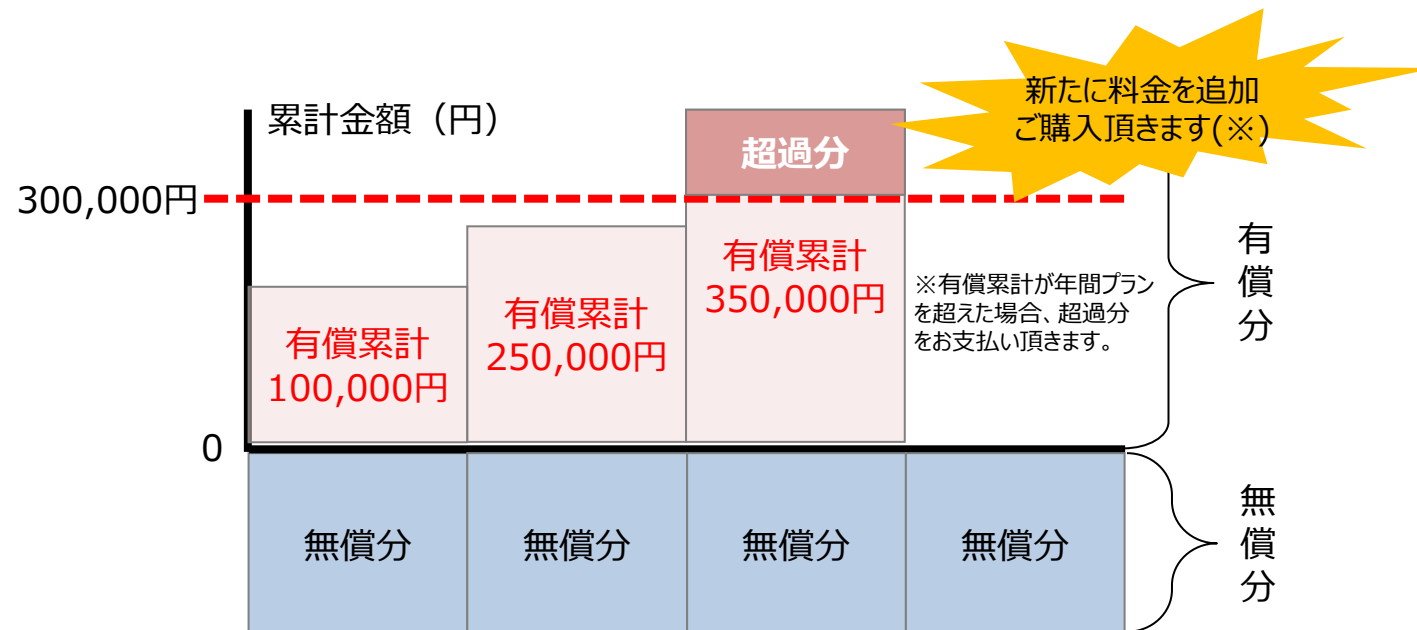 新たに料金を追加
ご購入頂きます(※)
累計金額（円）
超過分
300,000円
有償累計
350,000円
有償累計
250,000円
有償累計
100,000円
※有償累計が年間プラン
を超えた場合、超過分
をお支払い頂きます。
有償分
0
無償分
無償分
無償分
無償分
無償分